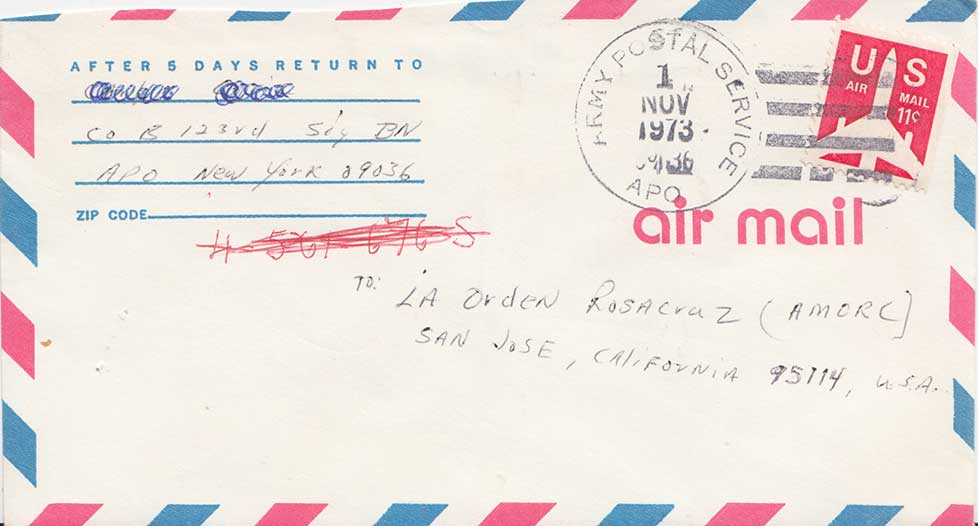 AFTER 5 DAYS RETURN TO
CO B 123rd Sig BN
APO New York 09036
ZIP CODE
ARMY POSTAL SERVICE
1
NOV
1973
09036
APO
US
AIR MAIL
11¢
air mail
TO:
LA OrdeN ROSACruz (AMORC)
SAN JOSE, CALiFOrNIA 95114, U.S.A.